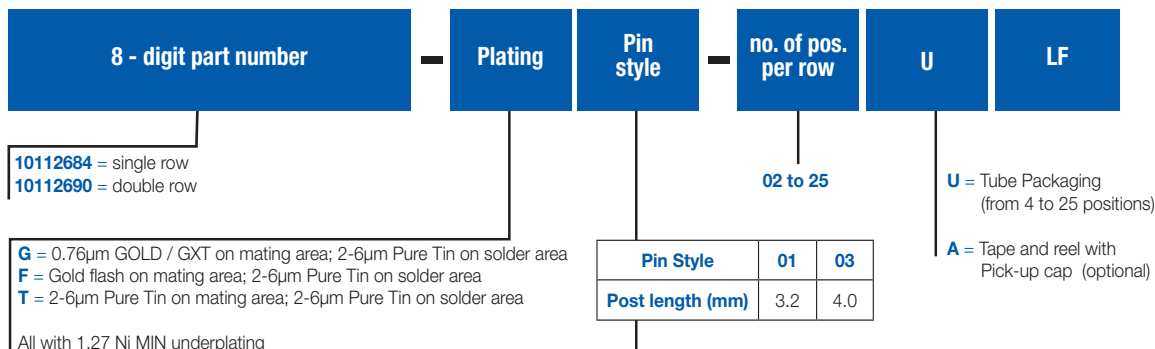 8 - digit part number
-
Plating
Pin
style
-
no. of pos.
per row
U
LF
10112684 = single row
10112690 = double row
02 to 25
U = Tube Packaging
(from 4 to 25 positions)
A = Tape and reel with
Pick-up cap (optional)
G = 0.76µm GOLD / GXT on mating area; 2-6µm Pure Tin on solder area
F = Gold flash on mating area; 2-6µm Pure Tin on solder area
T = 2-6µm Pure Tin on mating area; 2-6µm Pure Tin on solder area
All with 1.27 Ni MIN underplating
Pin Style 01 03
Post length (mm) 3.2 4.0